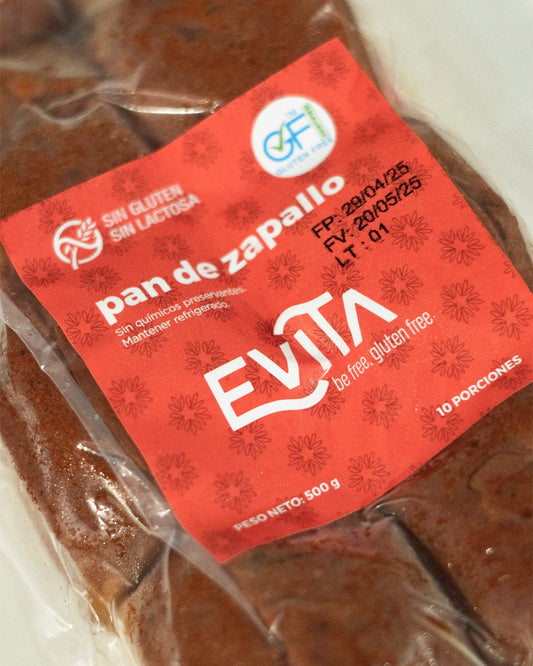 GF
GLUTEN FREE
SIN GLUTEN
SIN LACTOSA
pan de zapallo
Sin químicos preservantes.
Mantener refrigerado.
FP: 29/04/25
FV: 20/05/25
LT : 01
EVITA
be free, gluten free
10 PORCIONES
PESO NETO: 500 g